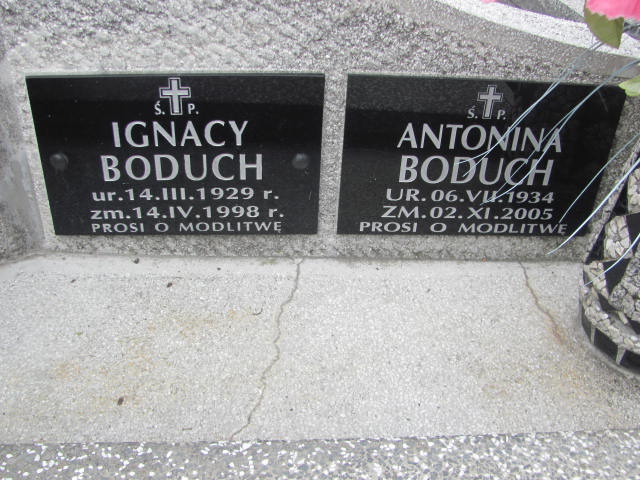 Ś. P.
IGNACY
BODUCH
ur.14.III.1929 r.
zm.14.IV.1998 r.
PROSI O MODLITWĘ
Ś. P.
ANTONINA
BODUCH
UR. 06.VII.1934
ZM. 02.XI.2005
PROSI O MODLITWĘ